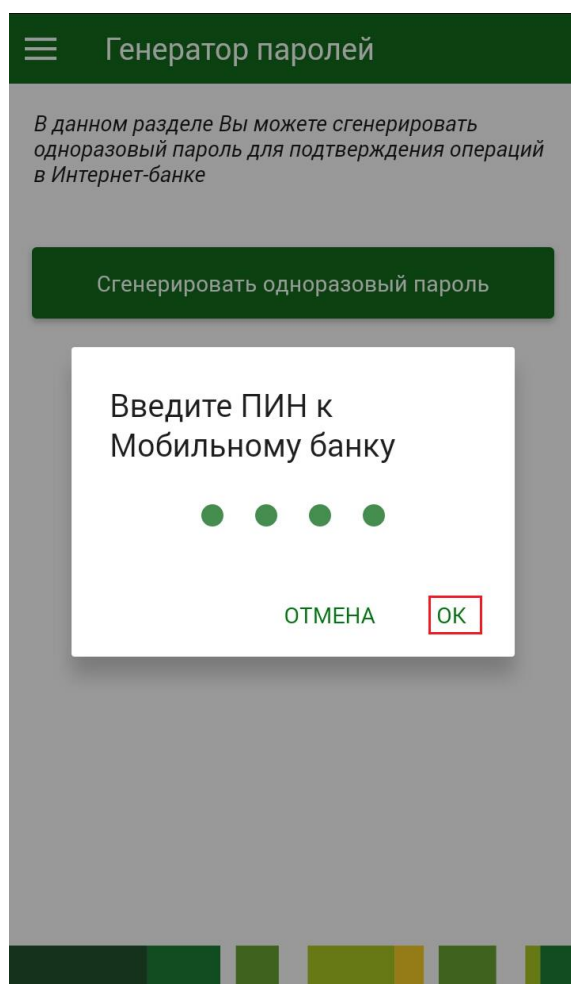 Генератор паролей
В данном разделе Вы можете сгенерировать
одноразовый пароль для подтверждения операций
в Интернет-банке
Сгенерировать одноразовый пароль
Введите ПИН к
Мобильному банку
ОТМЕНА ОК